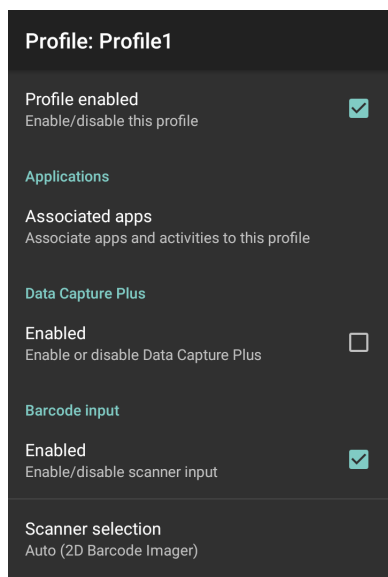 Profile: Profile1
Profile enabled
Enable/disable this profile
Applications
Associated apps
Associate apps and activities to this profile
Data Capture Plus
Enabled
Enable or disable Data Capture Plus
Barcode input
Enabled
Enable/disable scanner input
Scanner selection
Auto (2D Barcode Imager)